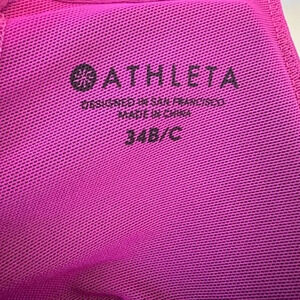 ATHLETA
DESIGNED IN SAN FRANCISCO
MADE IN CHINA
34B/C